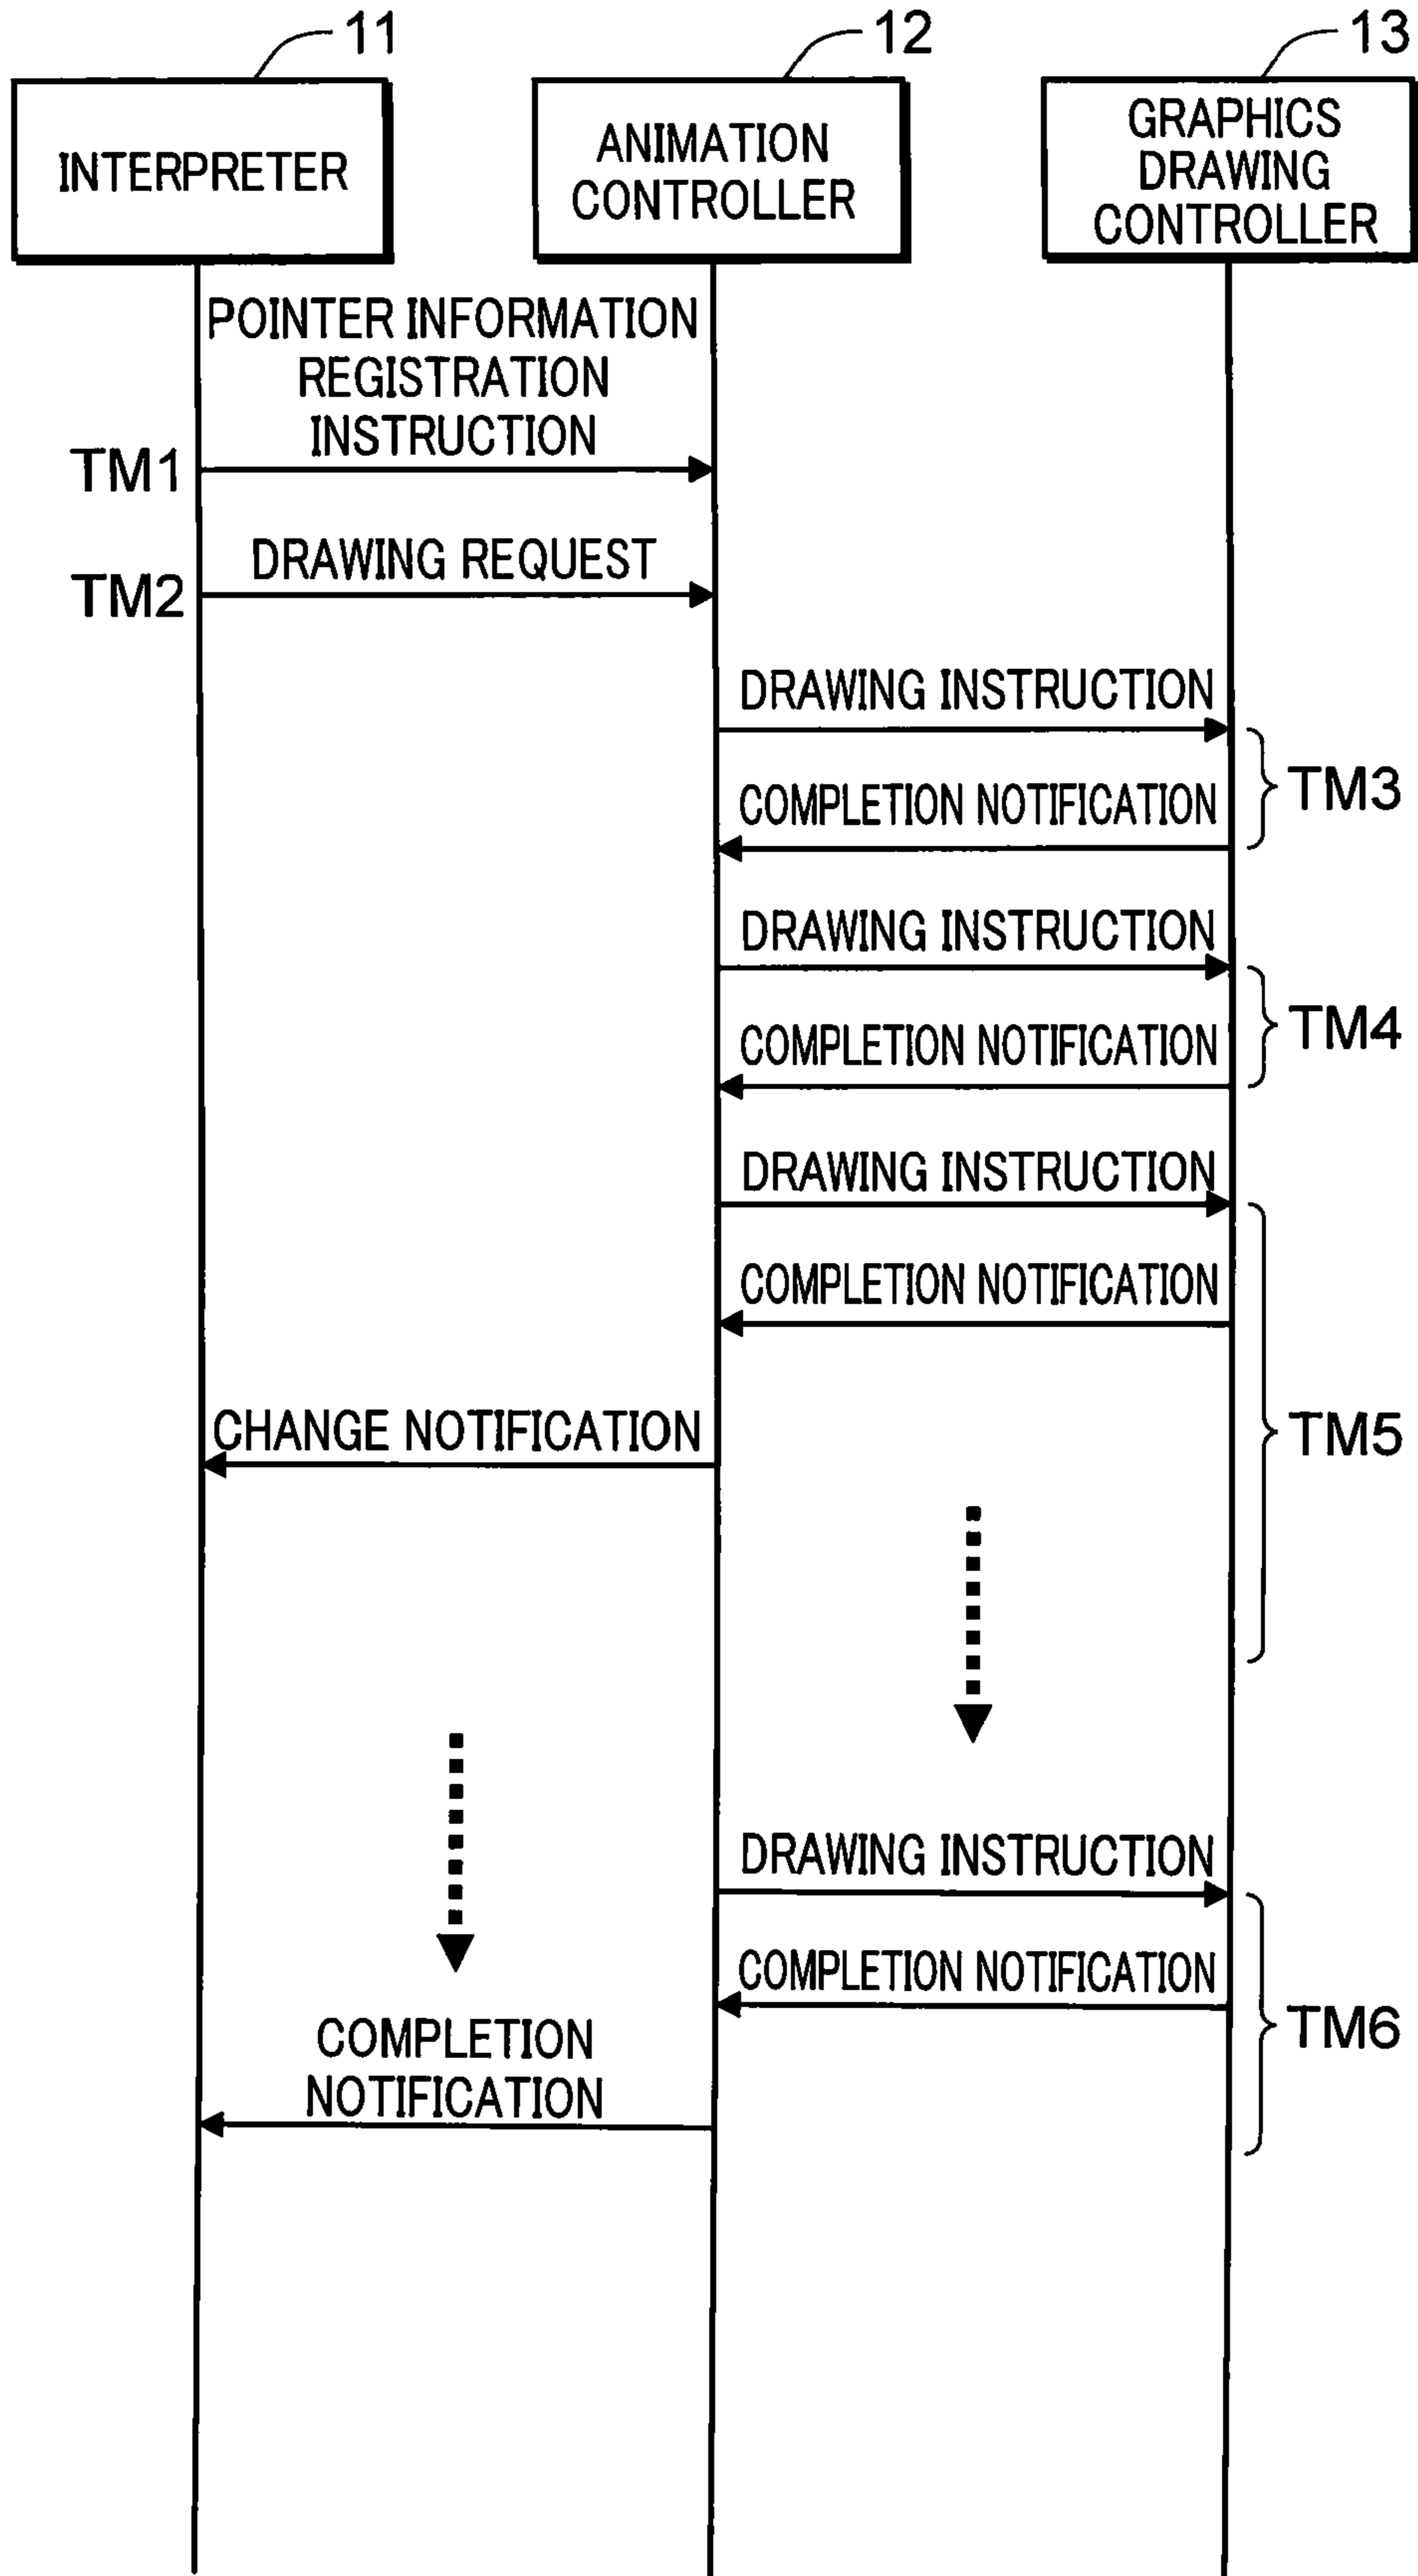 11
12
13
INTERPRETER
ANIMATION
CONTROLLER
GRAPHICS
DRAWING
CONTROLLER
POINTER INFORMATION
REGISTRATION
INSTRUCTION
TM1
DRAWING REQUEST
TM2
DRAWING INSTRUCTION
TM3
COMPLETION NOTIFICATION
DRAWING INSTRUCTION
TM4
COMPLETION NOTIFICATION
DRAWING INSTRUCTION
COMPLETION NOTIFICATION
CHANGE NOTIFICATION
TM5
DRAWING INSTRUCTION
COMPLETION NOTIFICATION
TM6
COMPLETION
NOTIFICATION